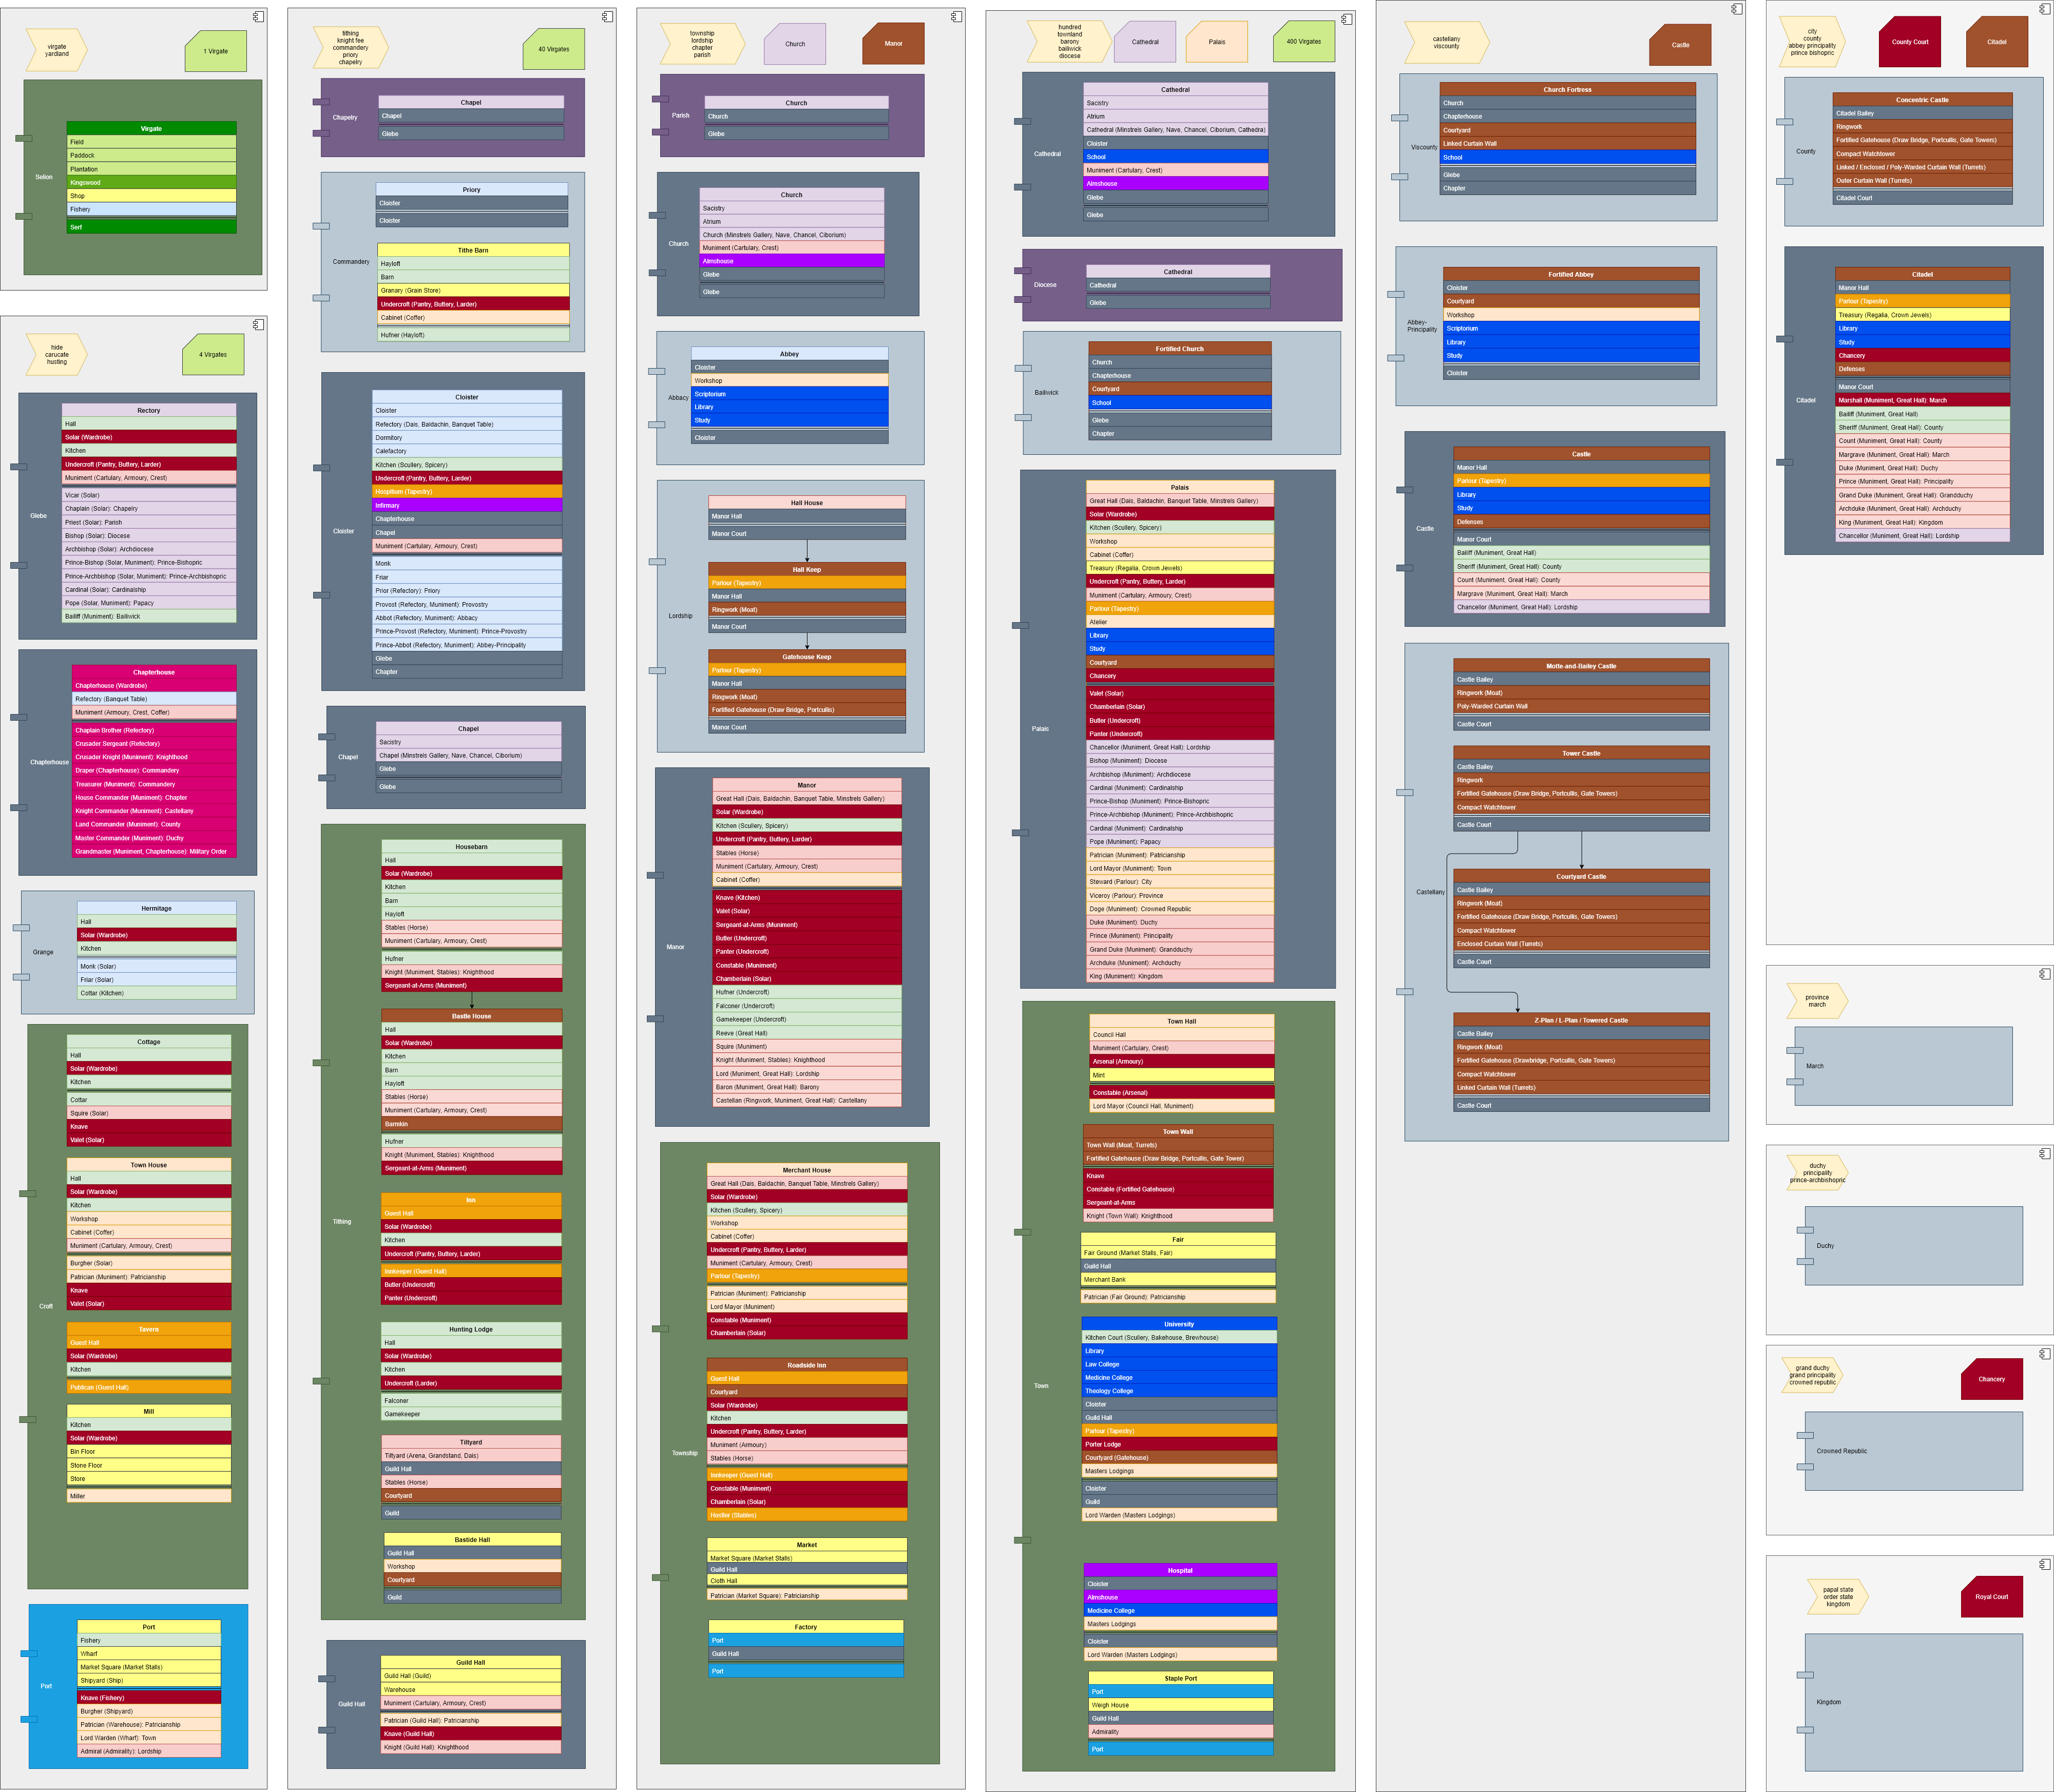 virgate
yardland
1 Virgate
Selion
Virgate
Field
Paddock
Plantation
Kingswood
Shop
Fishery
Serf
hide
carucate
husting
4 Virgates
Glebe
Rectory
Hall
Solar (Wardrobe)
Kitchen
Undercroft (Pantry, Buttery, Larder)
Muniment (Cartulary, Armoury, Crest)
Vicar (Solar)
Chaplain (Solar): Chapelry
Priest (Solar): Parish
Bishop (Solar): Diocese
Archbishop (Solar): Archdiocese
Prince-Bishop (Solar, Muniment): Prince-Bishopric
Prince-Archbishop (Solar, Muniment): Prince-Archbishopric
Cardinal (Solar): Cardinalship
Pope (Solar, Muniment): Papacy
Bailiff (Muniment): Bailiwick
Chapterhouse
Chapterhouse
Chapterhouse (Wardrobe)
Refectory (Banquet Table)
Muniment (Armoury, Crest, Coffer)
Chaplain Brother (Refectory)
Crusader Sergeant (Refectory)
Crusader Knight (Muniment): Knighthood
Draper (Chapterhouse): Commandery
Treasurer (Muniment): Commandery
House Commander (Muniment): Chapter
Knight Commander (Muniment): Castellany
Land Commander (Muniment): County
Master Commander (Muniment): Duchy
Grandmaster (Muniment, Chapterhouse): Military Order
Grange
Hermitage
Hall
Solar (Wardrobe)
Kitchen
Monk (Solar)
Friar (Solar)
Cottar (Kitchen)
Croft
Cottage
Hall
Solar (Wardrobe)
Kitchen
Cottar
Squire (Solar)
Knave
Valet (Solar)
Town House
Hall
Solar (Wardrobe)
Kitchen
Workshop
Cabinet (Coffer)
Muniment (Cartulary, Armoury, Crest)
Burgher (Solar)
Patrician (Muniment): Patricianship
Knave
Valet (Solar)
Tavern
Guest Hall
Solar (Wardrobe)
Kitchen
Publican (Guest Hall)
Mill
Kitchen
Solar (Wardrobe)
Bin Floor
Stone Floor
Store
Miller
Port
Port
Fishery
Wharf
Market Square (Market Stalls)
Shipyard (Ship)
Knave (Fishery)
Burgher (Shipyard)
Patrician (Warehouse): Patricianship
Lord Warden (Wharf): Town
Admiral (Admirality): Lordship
tithing
knight fee
commandery
priory
chapelry
40 Virgates
Chapelry
Chapel
Chapel
Glebe
Commandery
Priory
Cloister
Cloister
Tithe Barn
Hayloft
Barn
Granary (Grain Store)
Undercroft (Pantry, Buttery, Larder)
Cabinet (Coffer)
Hufner (Hayloft)
Cloister
Cloister
Cloister
Refectory (Dais, Baldachin, Banquet Table)
Dormitory
Calefactory
Kitchen (Scullery, Spicery)
Undercroft (Pantry, Buttery, Larder)
Hospitium (Tapestry)
Infirmary
Chapterhouse
Chapel
Muniment (Cartulary, Armoury, Crest)
Monk
Friar
Prior (Refectory): Priory
Provost (Refectory, Muniment): Provostry
Abbot (Refectory, Muniment): Abbacy
Prince-Provost (Refectory, Muniment): Prince-Provostry
Prince-Abbot (Refectory, Muniment): Abbey-Principality
Glebe
Chapter
Chapel
Chapel
Sacistry
Chapel (Minstrels Gallery, Nave, Chancel, Ciborium)
Glebe
Glebe
Tithing
Housebarn
Hall
Solar (Wardrobe)
Kitchen
Barn
Hayloft
Stables (Horse)
Muniment (Cartulary, Armoury, Crest)
Hufner
Knight (Muniment, Stables): Knighthood
Sergeant-at-Arms (Muniment)
Bastle House
Hall
Solar (Wardrobe)
Kitchen
Barn
Hayloft
Stables (Horse)
Muniment (Cartulary, Armoury, Crest)
Barmkin
Hufner
Knight (Muniment, Stables): Knighthood
Sergeant-at-Arms (Muniment)
Inn
Guest Hall
Solar (Wardrobe)
Kitchen
Undercroft (Pantry, Buttery, Larder)
Innkeeper (Guest Hall)
Butler (Undercroft)
Panter (Undercroft)
Hunting Lodge
Hall
Solar (Wardrobe)
Kitchen
Undercroft (Larder)
Falconer
Gamekeeper
Tiltyard
Tiltyard (Arena, Grandstand, Dais)
Guild Hall
Stables (Horse)
Courtyard
Guild
Bastide Hall
Guild Hall
Workshop
Courtyard
Guild
Guild Hall
Guild Hall
Guild Hall (Guild)
Warehouse
Muniment (Cartulary, Armoury, Crest)
Patrician (Guild Hall): Patricianship
Knave (Guild Hall)
Knight (Guild Hall): Knighthood
township
lordship
chapter
parish
Church
Manor
Parish
Church
Church
Glebe
Church
Church
Sacistry
Atrium
Church (Minstrels Gallery, Nave, Chancel, Ciborium)
Muniment (Cartulary, Crest)
Almshouse
Glebe
Glebe
Abbacy
Abbey
Cloister
Workshop
Scriptorium
Library
Study
Cloister
Lordship
Hall House
Manor Hall
Manor Court
Hall Keep
Parlour (Tapestry)
Manor Hall
Ringwork (Moat)
Manor Court
Gatehouse Keep
Parlour (Tapestry)
Manor Hall
Ringwork (Moat)
Fortified Gatehouse (Draw Bridge, Portcullis)
Manor Court
Manor
Manor
Great Hall (Dais, Baldachin, Banquet Table, Minstrels Gallery)
Solar (Wardrobe)
Kitchen (Scullery, Spicery)
Undercroft (Pantry, Buttery, Larder)
Stables (Horse)
Muniment (Cartulary, Armoury, Crest)
Cabinet (Coffer)
Knave (Kitchen)
Valet (Solar)
Sergeant-at-Arms (Muniment)
Butler (Undercroft)
Panter (Undercroft)
Constable (Muniment)
Chamberlain (Solar)
Hufner (Undercroft)
Falconer (Undercroft)
Gamekeeper (Undercroft)
Reeve (Great Hall)
Squire (Muniment)
Knight (Muniment, Stables): Knighthood
Lord (Muniment, Great Hall): Lordship
Baron (Muniment, Great Hall): Barony
Castellan (Ringwork, Muniment, Great Hall): Castellany
Township
Merchant House
Great Hall (Dais, Baldachin, Banquet Table, Minstrels Gallery)
Solar (Wardrobe)
Kitchen (Scullery, Spicery)
Workshop
Cabinet (Coffer)
Undercroft (Pantry, Buttery, Larder)
Muniment (Cartulary, Armoury, Crest)
Parlour (Tapestry)
Patrician (Muniment): Patricianship
Lord Mayor (Muniment)
Constable (Muniment)
Chamberlain (Solar)
Roadside Inn
Guest Hall
Courtyard
Solar (Wardrobe)
Kitchen
Undercroft (Pantry, Buttery, Larder)
Muniment (Armoury)
Stables (Horse)
Innkeeper (Guest Hall)
Constable (Muniment)
Chamberlain (Solar)
Hostler (Stables)
Market
Market Square (Market Stalls)
Guild Hall
Cloth Hall
Patrician (Market Square): Patricianship
Factory
Port
Guild Hall
Port
hundred
townland
barony
bailiwick
diocese
Cathedral
Palais
400 Virgates
Cathedral
Cathedral
Sacistry
Atrium
Cathedral (Minstrels Gallery, Nave, Chancel, Ciborium, Cathedra)
Cloister
School
Muniment (Cartulary, Crest)
Almshouse
Glebe
Glebe
Diocese
Cathedral
Cathedral
Glebe
Bailiwick
Fortified Church
Church
Chapterhouse
Courtyard
School
Glebe
Chapter
Palais
Palais
Great Hall (Dais, Baldachin, Banquet Table, Minstrels Gallery)
Solar (Wardrobe)
Kitchen (Scullery, Spicery)
Workshop
Cabinet (Coffer)
Treasury (Regalia, Crown Jewels)
Undercroft (Pantry, Buttery, Larder)
Muniment (Cartulary, Armoury, Crest)
Parlour (Tapestry)
Atelier
Library
Study
Courtyard
Chancery
Valet (Solar)
Chamberlain (Solar)
Butler (Undercroft)
Panter (Undercroft)
Chancellor (Muniment, Great Hall): Lordship
Bishop (Muniment): Diocese
Archbishop (Muniment): Archdiocese
Cardinal (Muniment): Cardinalship
Prince-Bishop (Muniment): Prince-Bishopric
Prince-Archbishop (Muniment): Prince-Archbishopric
Cardinal (Muniment): Cardinalship
Pope (Muniment): Papacy
Patrician (Muniment): Patricianship
Lord Mayor (Muniment): Town
Steward (Parlour): City
Viceroy (Parlour): Province
Doge (Muniment): Crowned Republic
Duke (Muniment): Duchy
Prince (Muniment): Principality
Grand Duke (Muniment): Grandduchy
Archduke (Muniment): Archduchy
King (Muniment): Kingdom
Town
Town Hall
Council Hall
Muniment (Cartulary, Crest)
Arsenal (Armoury)
Mint
Constable (Arsenal)
Lord Mayor (Council Hall, Muniment)
Town Wall
Town Wall (Moat, Turrets)
Fortified Gatehouse (Draw Bridge, Portcullis, Gate Tower)
Knave
Constable (Fortified Gatehouse)
Sergeant-at-Arms
Knight (Town Wall): Knighthood
Fair
Fair Ground (Market Stalls, Fair)
Guild Hall
Merchant Bank
Patrician (Fair Ground): Patricianship
University
Kitchen Court (Scullery, Bakehouse, Brewhouse)
Library
Law College
Medicine College
Theology College
Cloister
Guild Hall
Parlour (Tapestry)
Porter Lodge
Courtyard (Gatehouse)
Masters Lodgings
Cloister
Guild
Lord Warden (Masters Lodgings)
Hospital
Cloister
Almshouse
Medicine College
Masters Lodgings
Cloister
Lord Warden (Masters Lodgings)
Staple Port
Port
Weigh House
Guild Hall
Admirality
Port
castellany
viscounty
Castle
Viscounty
Church Fortress
Church
Chapterhouse
Courtyard
Linked Curtain Wall
School
Glebe
Chapter
Abbey-
Principality
Fortified Abbey
Cloister
Courtyard
Workshop
Scriptorium
Library
Study
Cloister
Castle
Castle
Manor Hall
Parlour (Tapestry)
Library
Study
Defenses
Manor Court
Bailiff (Muniment, Great Hall)
Sheriff (Muniment, Great Hall): County
Count (Muniment, Great Hall): County
Margrave (Muniment, Great Hall): March
Chancellor (Muniment, Great Hall): Lordship
Castellany
Motte-and-Bailey Castle
Castle Bailey
Ringwork (Moat)
Poly-Warded Curtain Wall
Castle Court
Tower Castle
Castle Bailey
Ringwork
Fortified Gatehouse (Draw Bridge, Portcullis, Gate Towers)
Compact Watchtower
Castle Court
Courtyard Castle
Castle Bailey
Ringwork (Moat)
Fortified Gatehouse (Draw Bridge, Portcullis, Gate Towers)
Compact Watchtower
Enclosed Curtain Wall (Turrets)
Castle Court
Z-Plan / L-Plan / Towered Castle
Castle Bailey
Ringwork (Moat)
Fortified Gatehouse (Drawbridge, Portcullis, Gate Towers)
Compact Watchtower
Linked Curtain Wall (Turrets)
Castle Court
city
county
abbey principality
prince bishopric
County Court
Citadel
County
Concentric Castle
Citadel Bailey
Ringwork
Fortified Gatehouse (Draw Bridge, Portcullis, Gate Towers)
Compact Watchtower
Linked / Enclosed / Poly-Warded Curtain Wall (Turrets)
Outer Curtain Wall (Turrets)
Citadel Court
Citadel
Citadel
Manor Hall
Parlour (Tapestry)
Treasury (Regalia, Crown Jewels)
Library
Study
Chancery
Defenses
Manor Court
Marshall (Muniment, Great Hall): March
Bailiff (Muniment, Great Hall)
Sheriff (Muniment, Great Hall): County
Count (Muniment, Great Hall): County
Margrave (Muniment, Great Hall): March
Duke (Muniment, Great Hall): Duchy
Prince (Muniment, Great Hall): Principality
Grand Duke (Muniment, Great Hall): Grandduchy
Archduke (Muniment, Great Hall): Archduchy
King (Muniment, Great Hall): Kingdom
Chancellor (Muniment, Great Hall): Lordship
province
march
March
duchy
principality
prince-archbishopric
Duchy
grand duchy
grand principality
crowned republic
Chancery
Crowned Republic
papal state
order state
kingdom
Royal Court
Kingdom